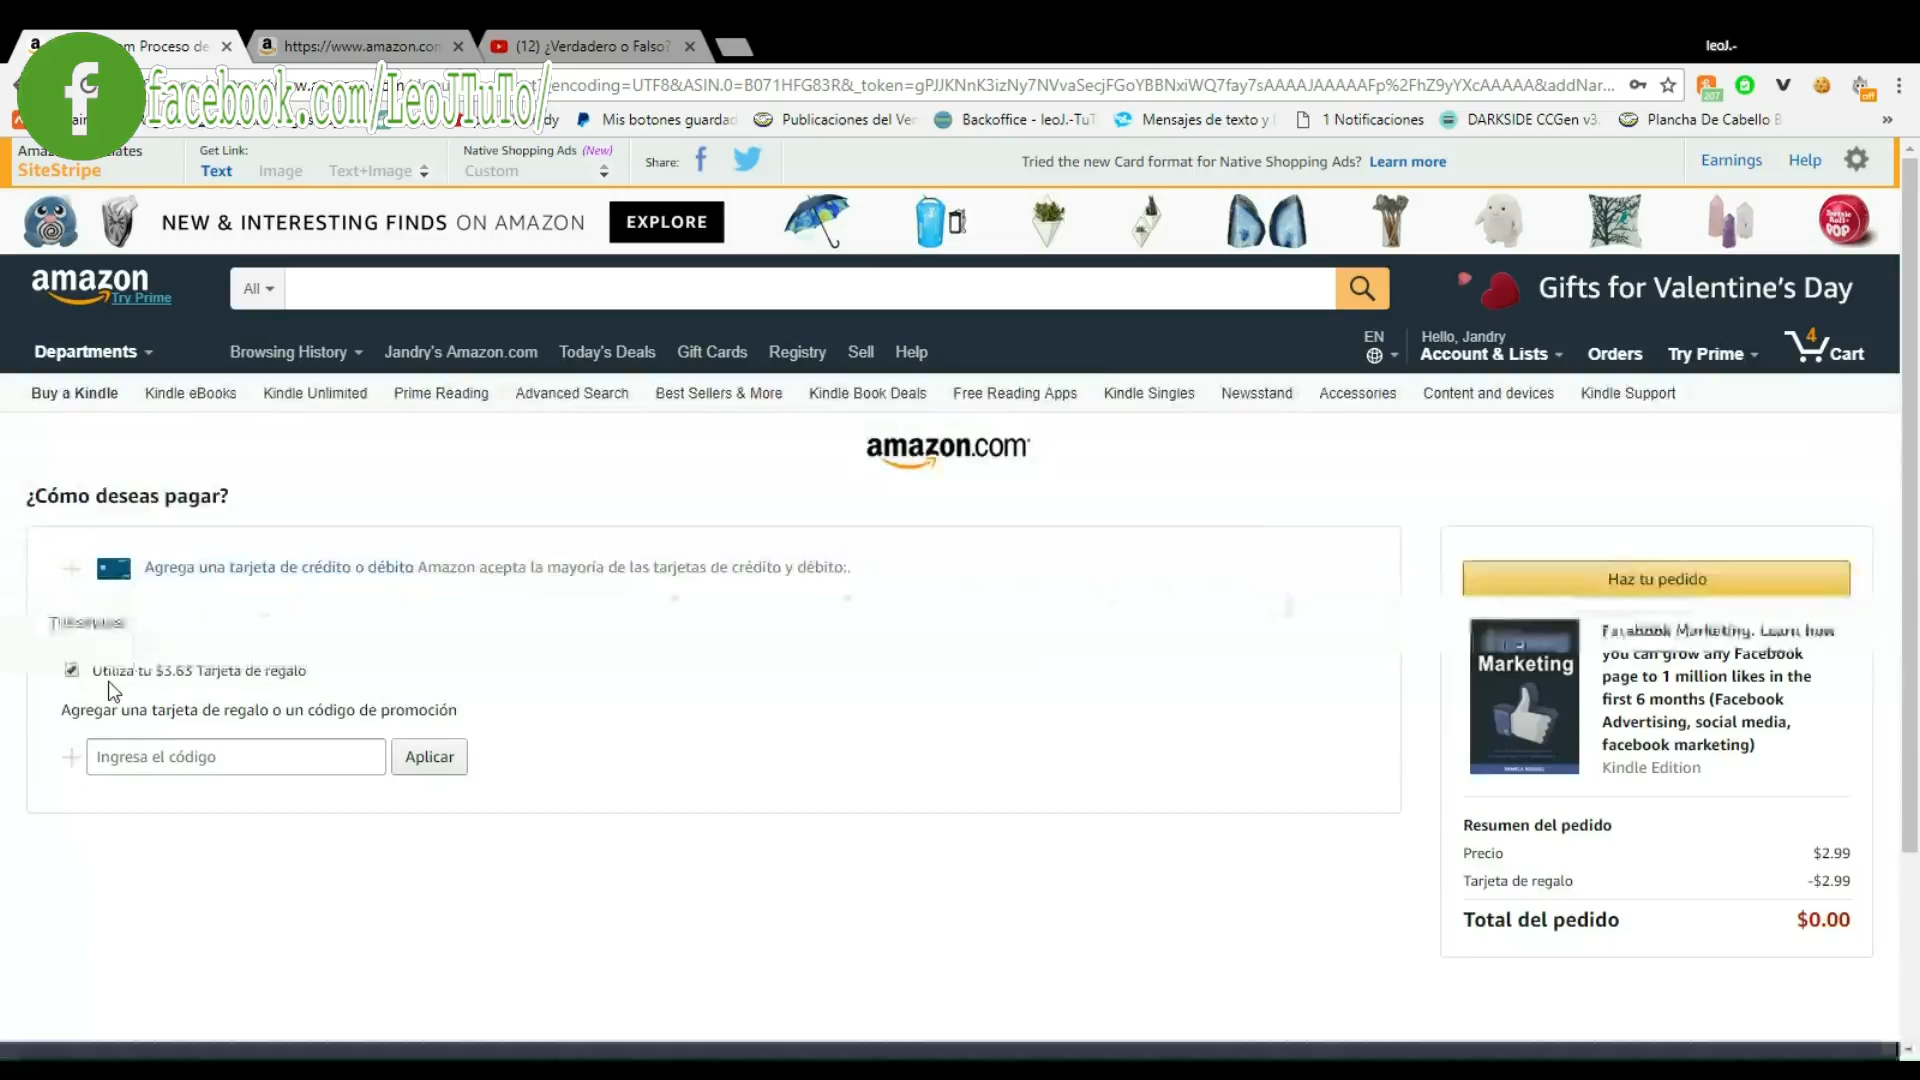 leoJ.-
Proceso de
https://www.amazon.con
(12) ¿Verdadero o Falso?
facebook.com/LeoJTuTo/
encoding=UTF8&ASIN.0=B071HFG83R&_token=gPJJKNnK3izNy7NVvaSecjFGoYBBNxiWQ7fay7sAAAAJAAAAAFp%2FhZ9yYXcAAAAA&addNar...
207
off
Mis botones guardad
Publicaciones del Ver
Backoffice - leoJ.-TuT
Mensajes de texto y
1 Notificaciones
DARKSIDE CCGen v3.
Plancha De Cabello B
»
SiteStripe
Get Link:
Text
Image
Text+Image
Native Shopping Ads (New)
Custom
Share:
Tried the new Card format for Native Shopping Ads? Learn more
Earnings
Help
NEW & INTERESTING FINDS ON AMAZON
EXPLORE
Tootsie Roll POP
amazon
Try Prime
All
Gifts for Valentine's Day
Departments
Browsing History
Jandry's Amazon.com
Today's Deals
Gift Cards
Registry
Sell
Help
EN
Hello, Jandry
Account & Lists
Orders
Try Prime
4
Cart
Buy a Kindle
Kindle eBooks
Kindle Unlimited
Prime Reading
Advanced Search
Best Sellers & More
Kindle Book Deals
Free Reading Apps
Kindle Singles
Newsstand
Accessories
Content and devices
Kindle Support
amazon.com
¿Cómo deseas pagar?
Agrega una tarjeta de crédito o débito Amazon acepta la mayoría de las tarjetas de crédito y débito:.
Utiliza tu $3.63 Tarjeta de regalo
Agregar una tarjeta de regalo o un código de promoción
Ingresa el código
Aplicar
Haz tu pedido
Marketing
Facebook Marketing. Learn how
you can grow any Facebook
page to 1 million likes in the
first 6 months (Facebook
Advertising, social media,
facebook marketing)
Kindle Edition
Resumen del pedido
Precio $2.99
Tarjeta de regalo -$2.99
Total del pedido $0.00